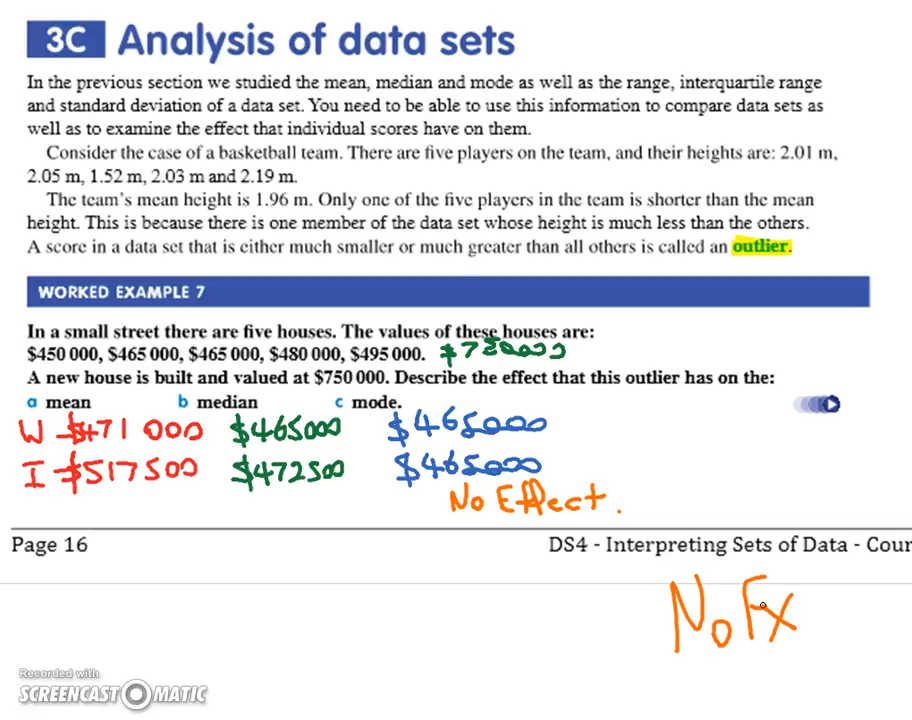 3C Analysis of data sets
In the previous section we studied the mean, median and mode as well as the range, interquartile range
and standard deviation of a data set. You need to be able to use this information to compare data sets as
well as to examine the effect that individual scores have on them.
Consider the case of a basketball team. There are five players on the team, and their heights are: 2.01 m,
2.05 m, 1.52 m, 2.03 m and 2.19 m.
The team's mean height is 1.96 m. Only one of the five players in the team is shorter than the mean
height. This is because there is one member of the data set whose height is much less than the others.
A score in a data set that is either much smaller or much greater than all others is called an outlier.
WORKED EXAMPLE 7
In a small street there are five houses. The values of these houses are:
$450 000, $465 000, $465 000, $480 000, $495 000. $750000
A new house is built and valued at $750 000. Describe the effect that this outlier has on the:
a mean b median c mode.
W $471 000 $465000 $465000
I $517500 $472500 $465000
No Effect.
Page 16 DS4 - Interpreting Sets of Data - Cour
No Fx
Recorded with
SCREENCAST O MATIC